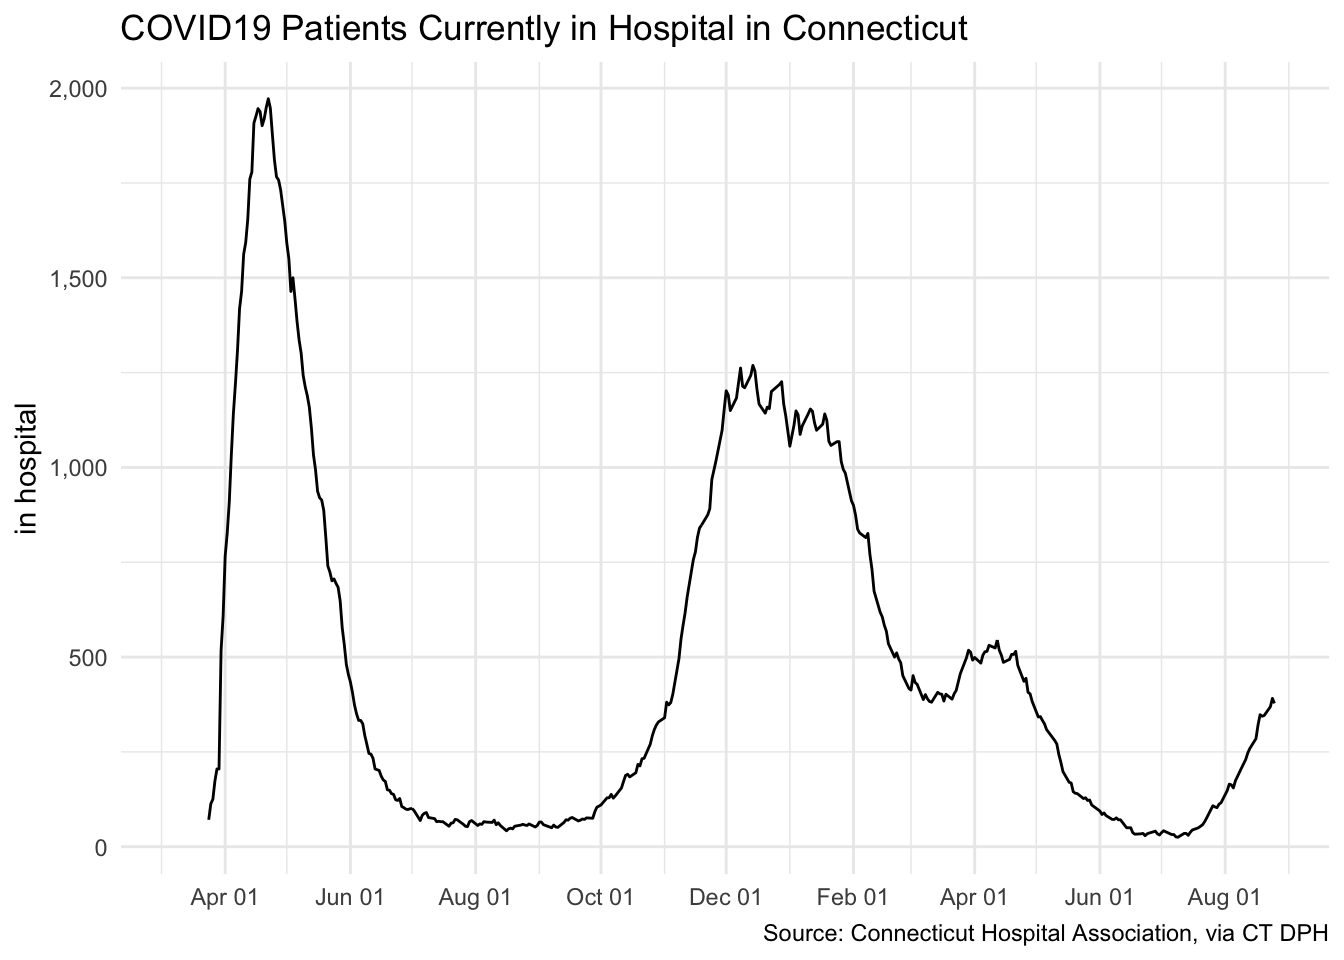 COVID19 Patients Currently in Hospital in Connecticut
2,000
1,500
1,000
500
0
in hospital
Apr 01 Jun 01 Aug 01 Oct 01 Dec 01 Feb 01 Apr 01 Jun 01 Aug 01
Source: Connecticut Hospital Association, via CT DPH